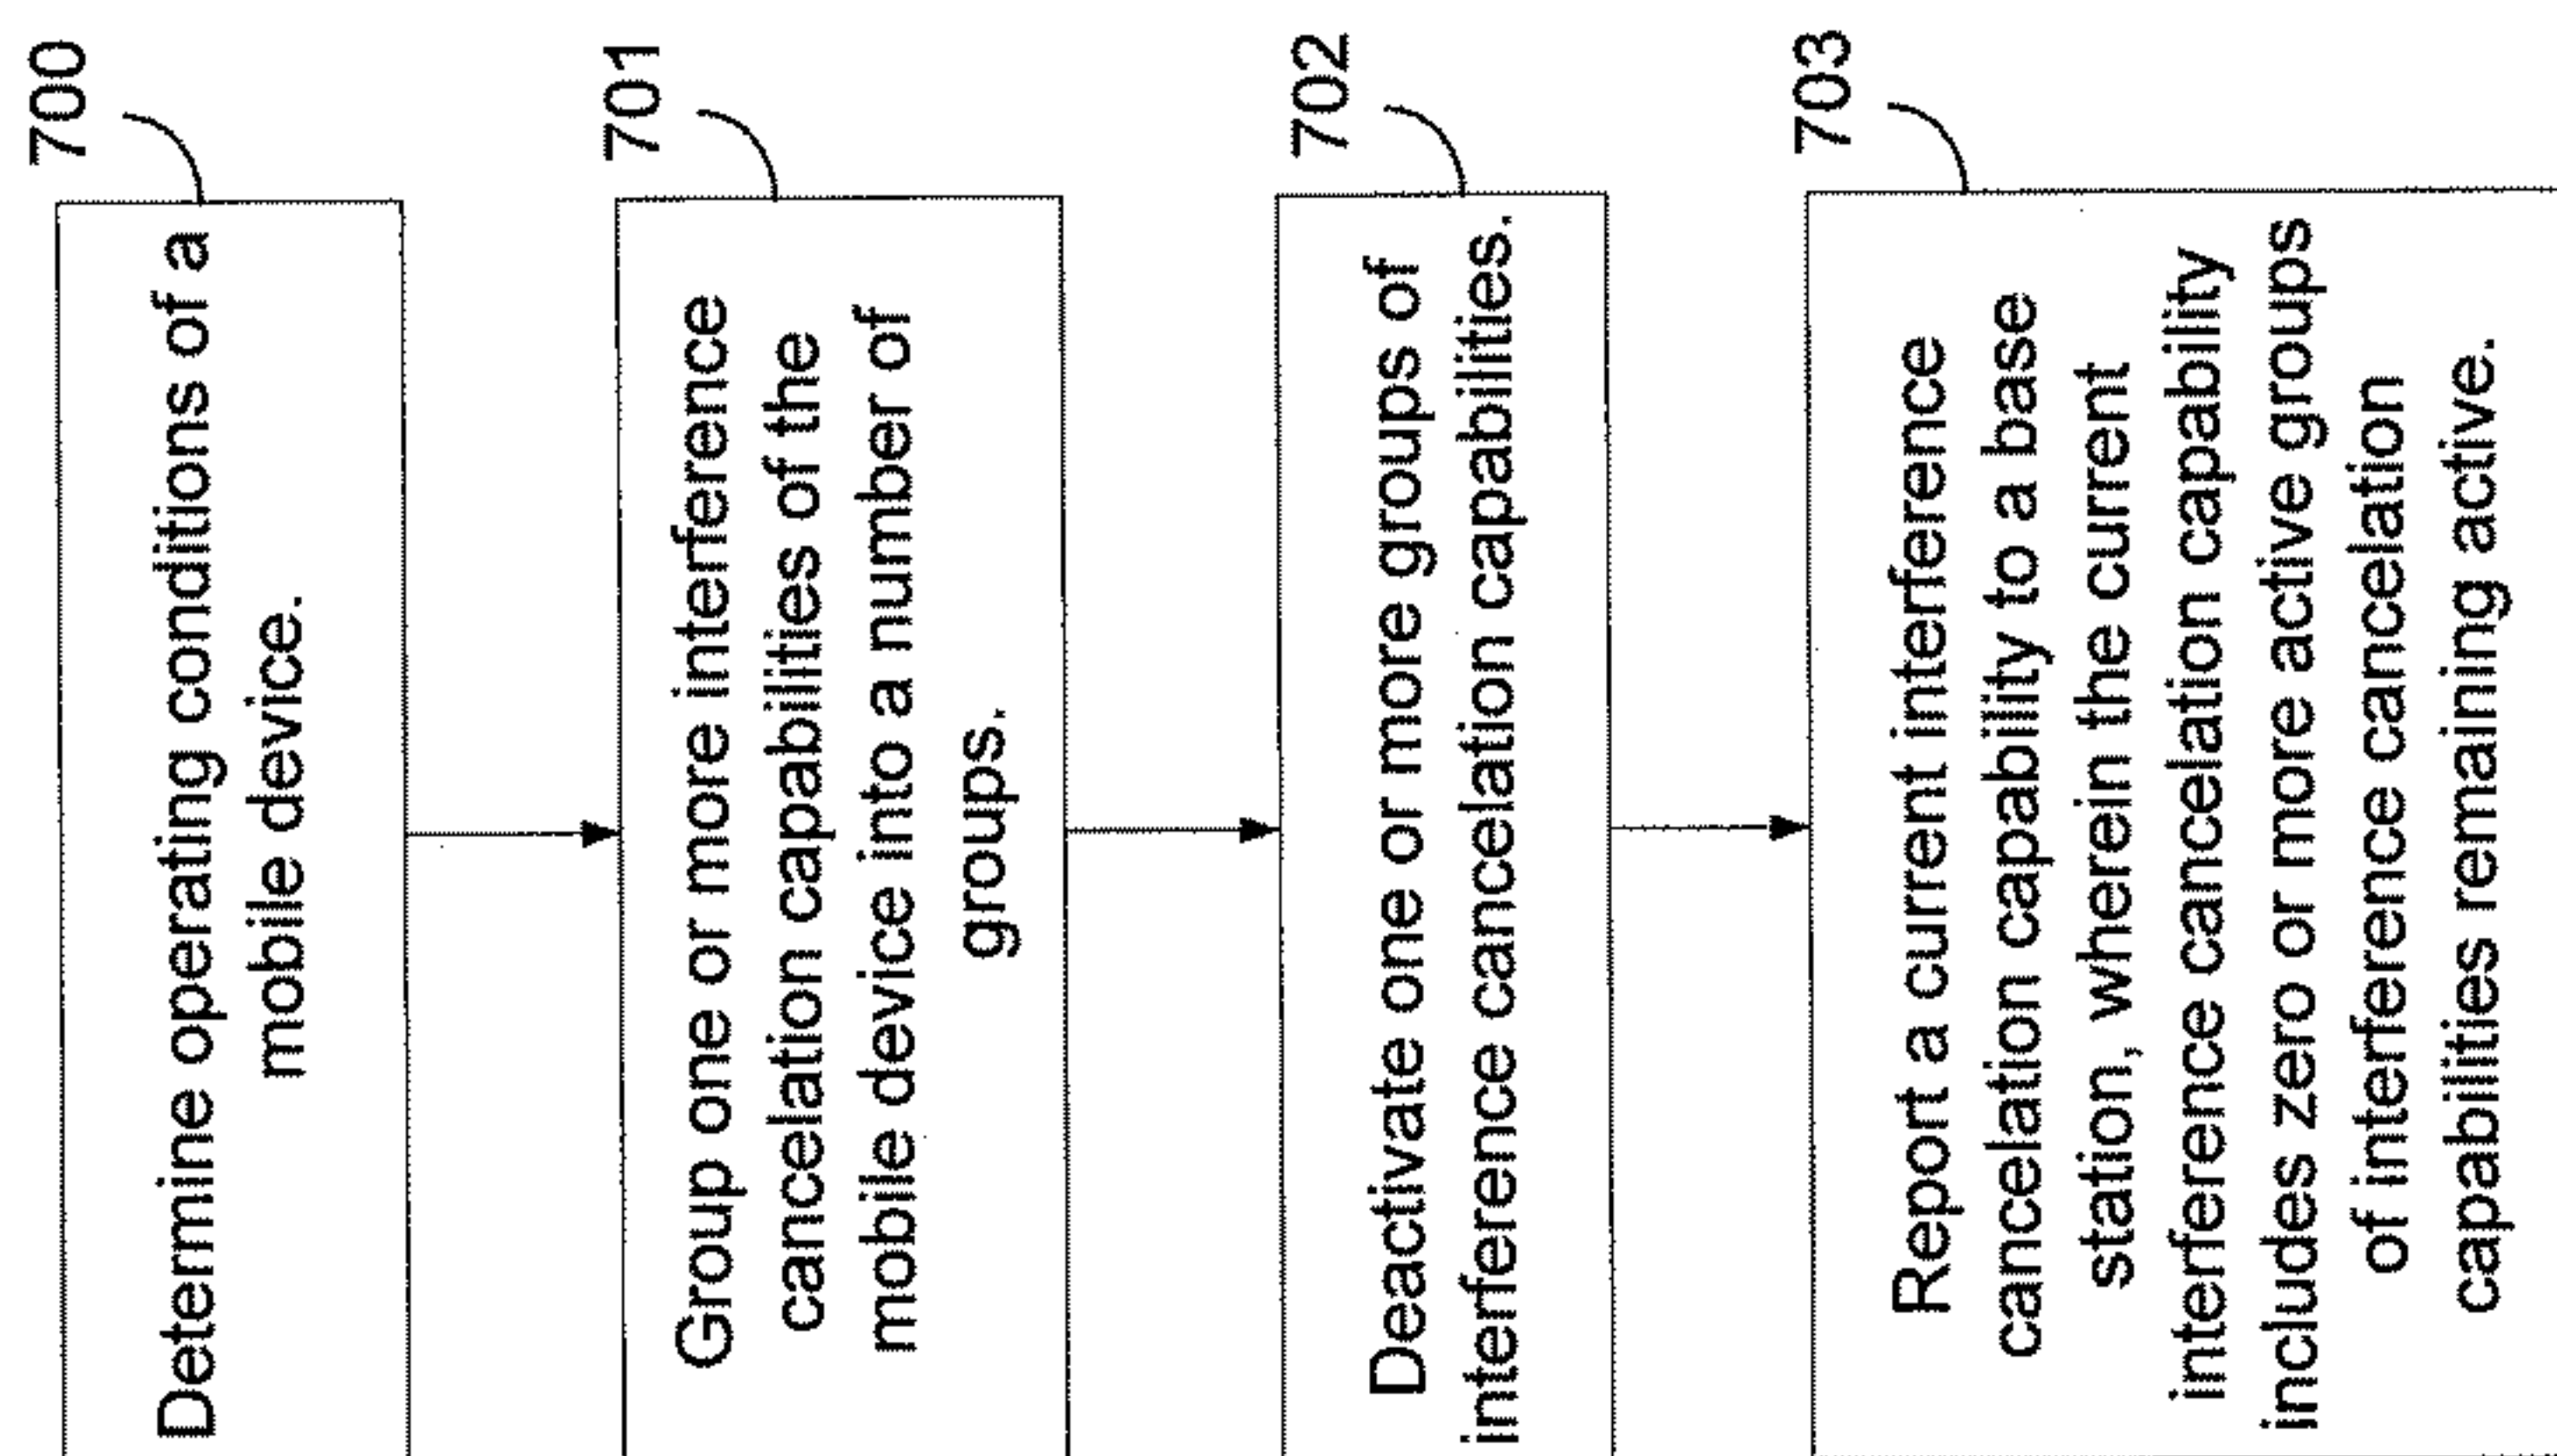 700
Determine operating conditions of a
mobile device.
701
Group one or more interference
cancelation capabilities of the
mobile device into a number of
groups.
702
Deactivate one or more groups of
interference cancelation capabilities.
703
Report a current interference
cancelation capability to a base
station, wherein the current
interference cancelation capability
includes zero or more active groups
of interference cancelation
capabilities remaining active.